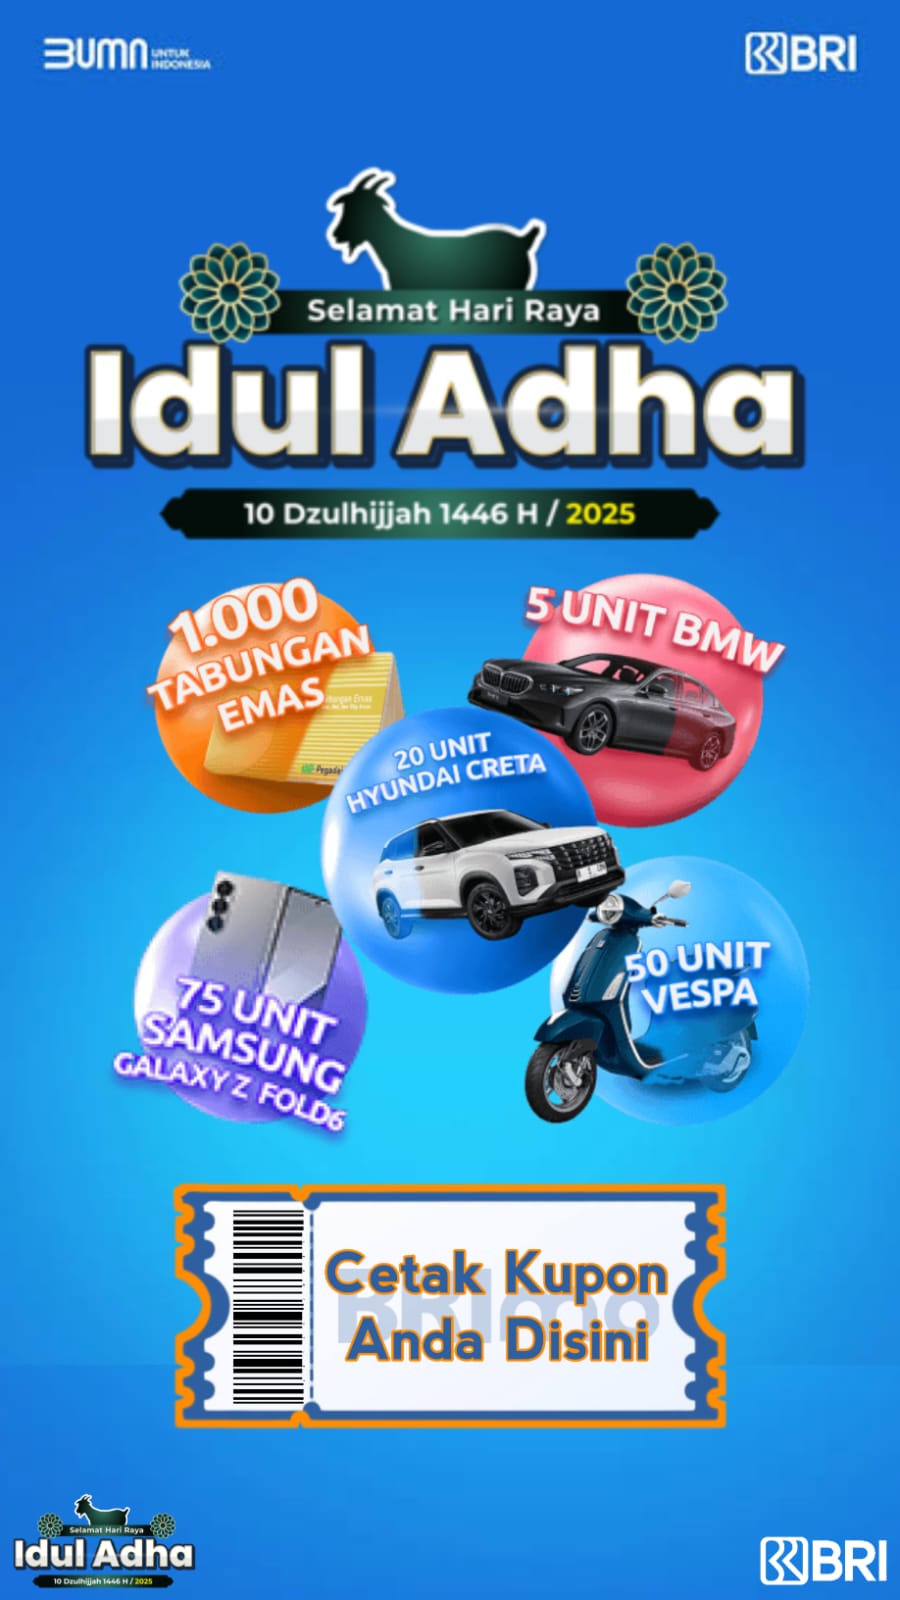 BUMN UNTUK
INDONESIA
BRI
Selamat Hari Raya
Idul Adha
10 Dzulhijjah 1446 H / 2025
1.000
TABUNGAN
EMAS
5 UNIT BMW
20 UNIT
HYUNDAI CRETA
75 UNIT
SAMSUNG
GALAXY Z FOLD6
50 UNIT
VESPA
BRImo
Cetak Kupon
Anda Disini
Selamat Hari Raya
Idul Adha
10 Dzulhijjah 1446 H / 2025
BRI